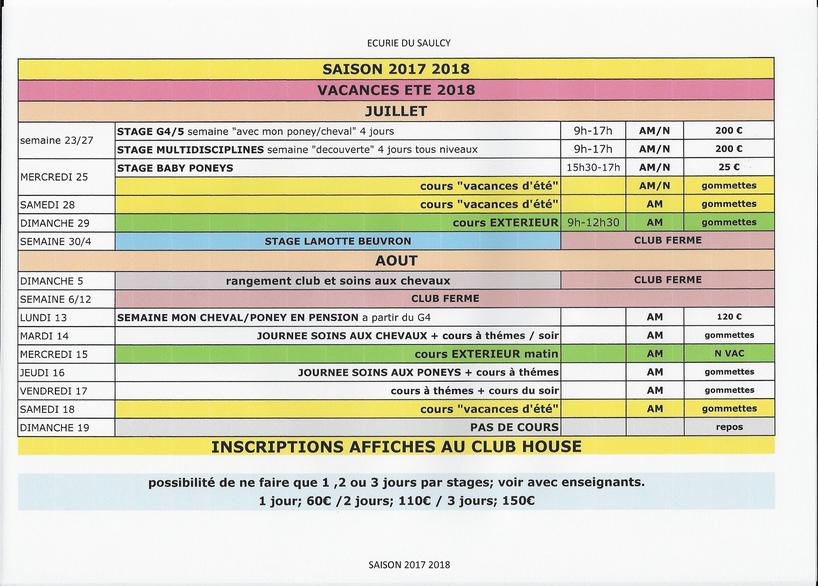 ECURIE DU SAULCY
SAISON 2017 2018
VACANCES ETE 2018
JUILLET
semaine 23/27
STAGE G4/5 semaine "avec mon poney/cheval" 4 jours 9h-17h AM/N 200 €
STAGE MULTIDISCIPLINES semaine "decouverte" 4 jours tous niveaux 9h-17h AM/N 200 €
MERCREDI 25
STAGE BABY PONEYS 15h30-17h AM/N 25 €
cours "vacances d'été" AM/N gommettes
SAMEDI 28 cours "vacances d'été" AM gommettes
DIMANCHE 29 cours EXTERIEUR 9h-12h30 AM gommettes
SEMAINE 30/4 STAGE LAMOTTE BEUVRON CLUB FERME
AOUT
DIMANCHE 5 rangement club et soins aux chevaux CLUB FERME
SEMAINE 6/12 CLUB FERME
LUNDI 13 SEMAINE MON CHEVAL/PONEY EN PENSION a partir du G4 AM 120 €
MARDI 14 JOURNEE SOINS AUX CHEVAUX + cours à thémes / soir AM gommettes
MERCREDI 15 cours EXTERIEUR matin AM N VAC
JEUDI 16 JOURNEE SOINS AUX PONEYS + cours à thémes AM gommettes
VENDREDI 17 cours à thémes + cours du soir AM gommettes
SAMEDI 18 cours "vacances d'été" AM gommettes
DIMANCHE 19 PAS DE COURS repos
INSCRIPTIONS AFFICHES AU CLUB HOUSE
possibilité de ne faire que 1 ,2 ou 3 jours par stages; voir avec enseignants.
1 jour; 60€ /2 jours; 110€ / 3 jours; 150€
SAISON 2017 2018